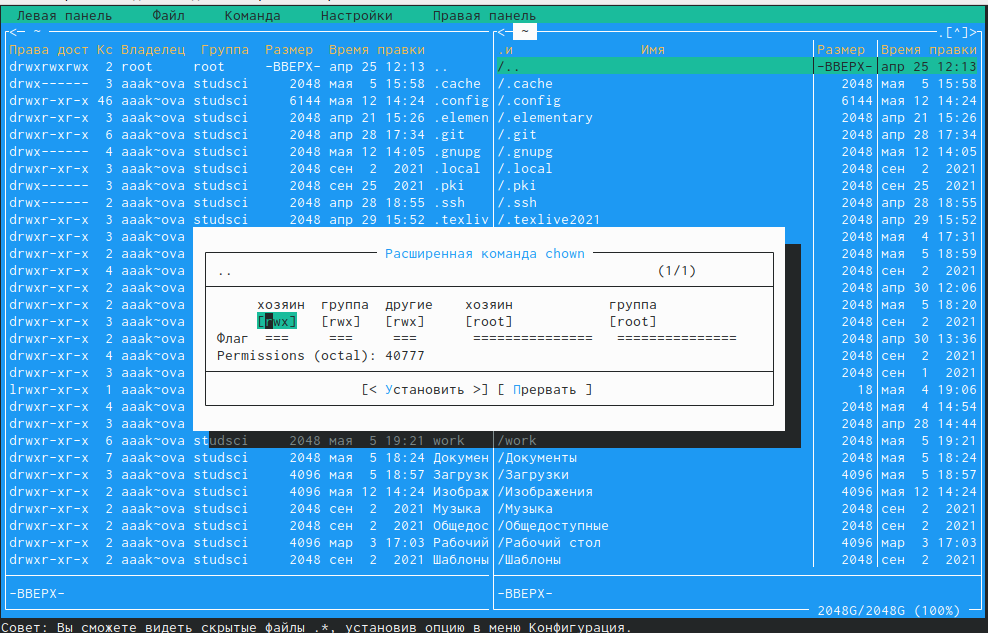 Левая панель Файл Команда Настройки Правая панель
<─ ~ <─ ~ .[^]>
Права дост Кс Владелец Группа Размер Время правки .и Имя Размер Время правки
drwxrwxrwx 2 root root -ВВЕРХ- апр 25 12:13 .. /.. -ВВЕРХ- апр 25 12:13
drwx------ 3 aaak~ova studsci 2048 мая 5 15:58 .cache /.cache 2048 мая 5 15:58
drwxr-xr-x 46 aaak~ova studsci 6144 мая 12 14:24 .config /.config 6144 мая 12 14:24
drwxr-xr-x 3 aaak~ova studsci 2048 апр 21 15:26 .elemen /.elementary 2048 апр 21 15:26
drwxr-xr-x 6 aaak~ova studsci 2048 апр 28 17:34 .git /.git 2048 апр 28 17:34
drwx------ 4 aaak~ova studsci 2048 мая 12 14:05 .gnupg /.gnupg 2048 мая 12 14:05
drwxr-xr-x 3 aaak~ova studsci 2048 сен 2 2021 .local /.local 2048 сен 2 2021
drwx------ 3 aaak~ova studsci 2048 сен 25 2021 .pki /.pki 2048 сен 25 2021
drwx------ 2 aaak~ova studsci 2048 апр 28 18:55 .ssh /.ssh 2048 апр 28 18:55
drwxr-xr-x 3 aaak~ova studsci 2048 апр 29 15:52 .texliv /.texlive2021 2048 апр 29 15:52
drwxr-xr-x 3 aaak~ova 2048 мая 4 17:31
drwxr-xr-x 2 aaak~ova Расширенная команда chown 2048 мая 5 18:59
drwxr-xr-x 4 aaak~ova .. (1/1) 2048 сен 2 2021
drwxr-xr-x 2 aaak~ova 2048 апр 30 12:06
drwxr-xr-x 2 aaak~ova хозяин группа другие хозяин группа 2048 мая 5 18:20
drwxr-xr-x 3 aaak~ova [rwx] [rwx] [rwx] [root] [root] 2048 сен 2 2021
drwxr-xr-x 2 aaak~ova Флаг === === === =============== =============== 2048 апр 30 13:36
drwxr-xr-x 4 aaak~ova Permissions (octal): 40777 2048 сен 2 2021
drwxr-xr-x 3 aaak~ova 2048 сен 1 2021
lrwxr-xr-x 1 aaak~ova [< Установить >] [ Прервать ] 18 мая 4 19:06
drwxr-xr-x 4 aaak~ova 2048 мая 4 14:54
drwxr-xr-x 3 aaak~ova 2048 апр 28 14:44
drwxr-xr-x 6 aaak~ova studsci 2048 мая 5 19:21 work /work 2048 мая 5 19:21
drwxr-xr-x 7 aaak~ova studsci 2048 мая 5 18:24 Докумен /Документы 2048 мая 5 18:24
drwxr-xr-x 3 aaak~ova studsci 4096 мая 5 18:57 Загрузк /Загрузки 4096 мая 5 18:57
drwxr-xr-x 2 aaak~ova studsci 4096 мая 12 14:24 Изображ /Изображения 4096 мая 12 14:24
drwxr-xr-x 2 aaak~ova studsci 2048 сен 2 2021 Музыка /Музыка 2048 сен 2 2021
drwxr-xr-x 2 aaak~ova studsci 2048 сен 2 2021 Общедос /Общедоступные 2048 сен 2 2021
drwxr-xr-x 2 aaak~ova studsci 4096 мар 3 17:03 Рабочий /Рабочий стол 4096 мар 3 17:03
drwxr-xr-x 2 aaak~ova studsci 2048 сен 2 2021 Шаблоны /Шаблоны 2048 сен 2 2021
-ВВЕРХ- -ВВЕРХ-
2048G/2048G (100%)
Совет: Вы сможете видеть скрытые файлы .*, установив опцию в меню Конфигурация.